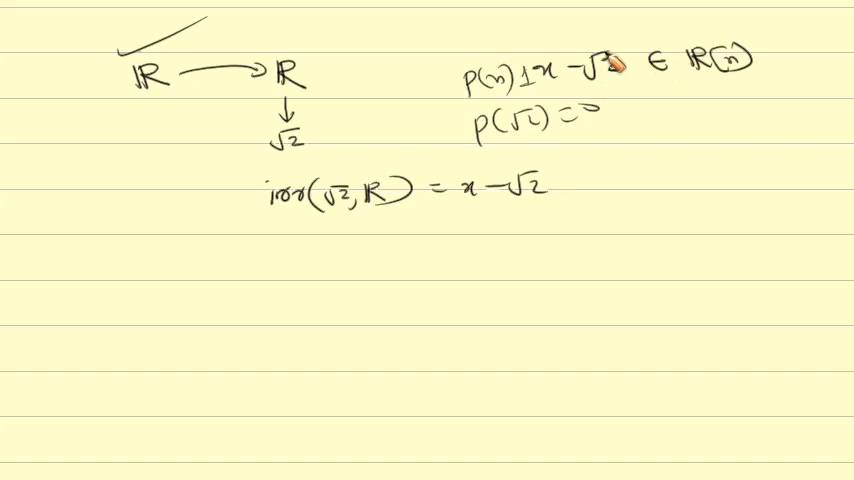 ℝ → ℝ
↓
√2
p(x) = x - √2 ∈ ℝ[x]
p(√2) = 0
irr(√2, ℝ) = x - √2